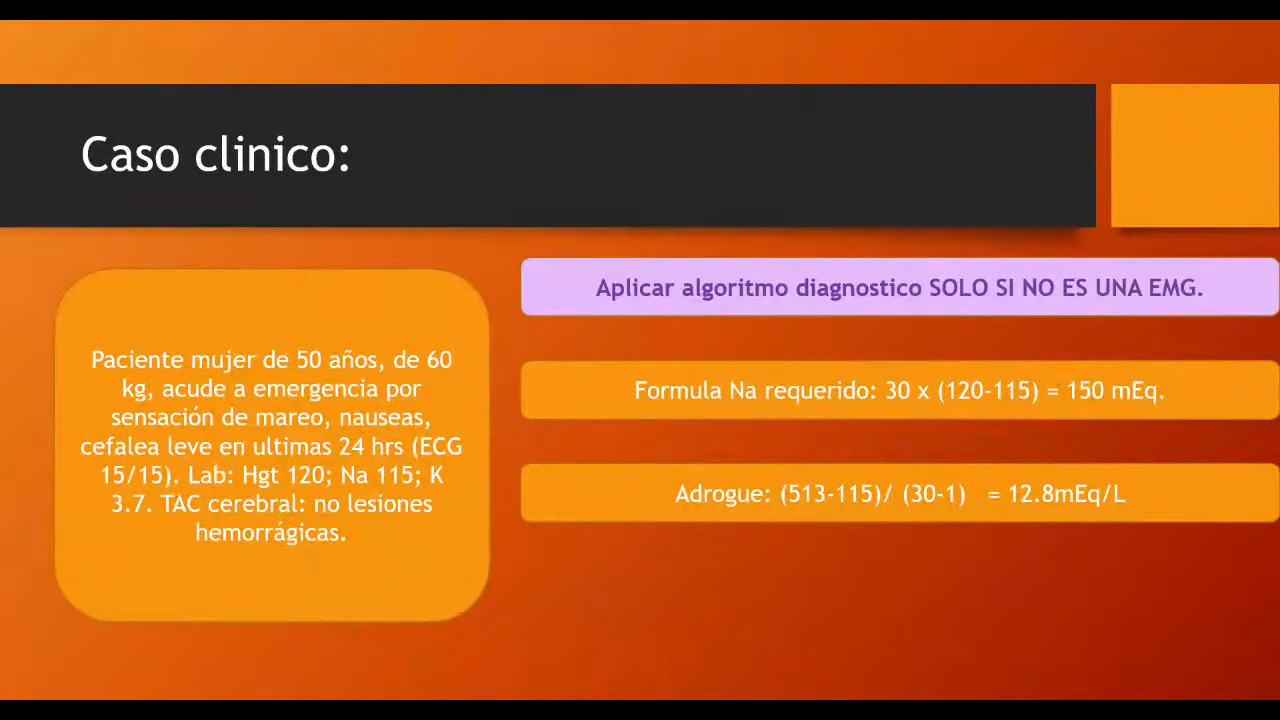 Caso clinico:
Paciente mujer de 50 años, de 60
kg, acude a emergencia por
sensación de mareo, nauseas,
cefalea leve en ultimas 24 hrs (ECG
15/15). Lab: Hgt 120; Na 115; K
3.7. TAC cerebral: no lesiones
hemorrágicas.
Aplicar algoritmo diagnostico SOLO SI NO ES UNA EMG.
Formula Na requerido: 30 x (120-115) = 150 mEq.
Adrogue: (513-115)/ (30-1) = 12.8mEq/L